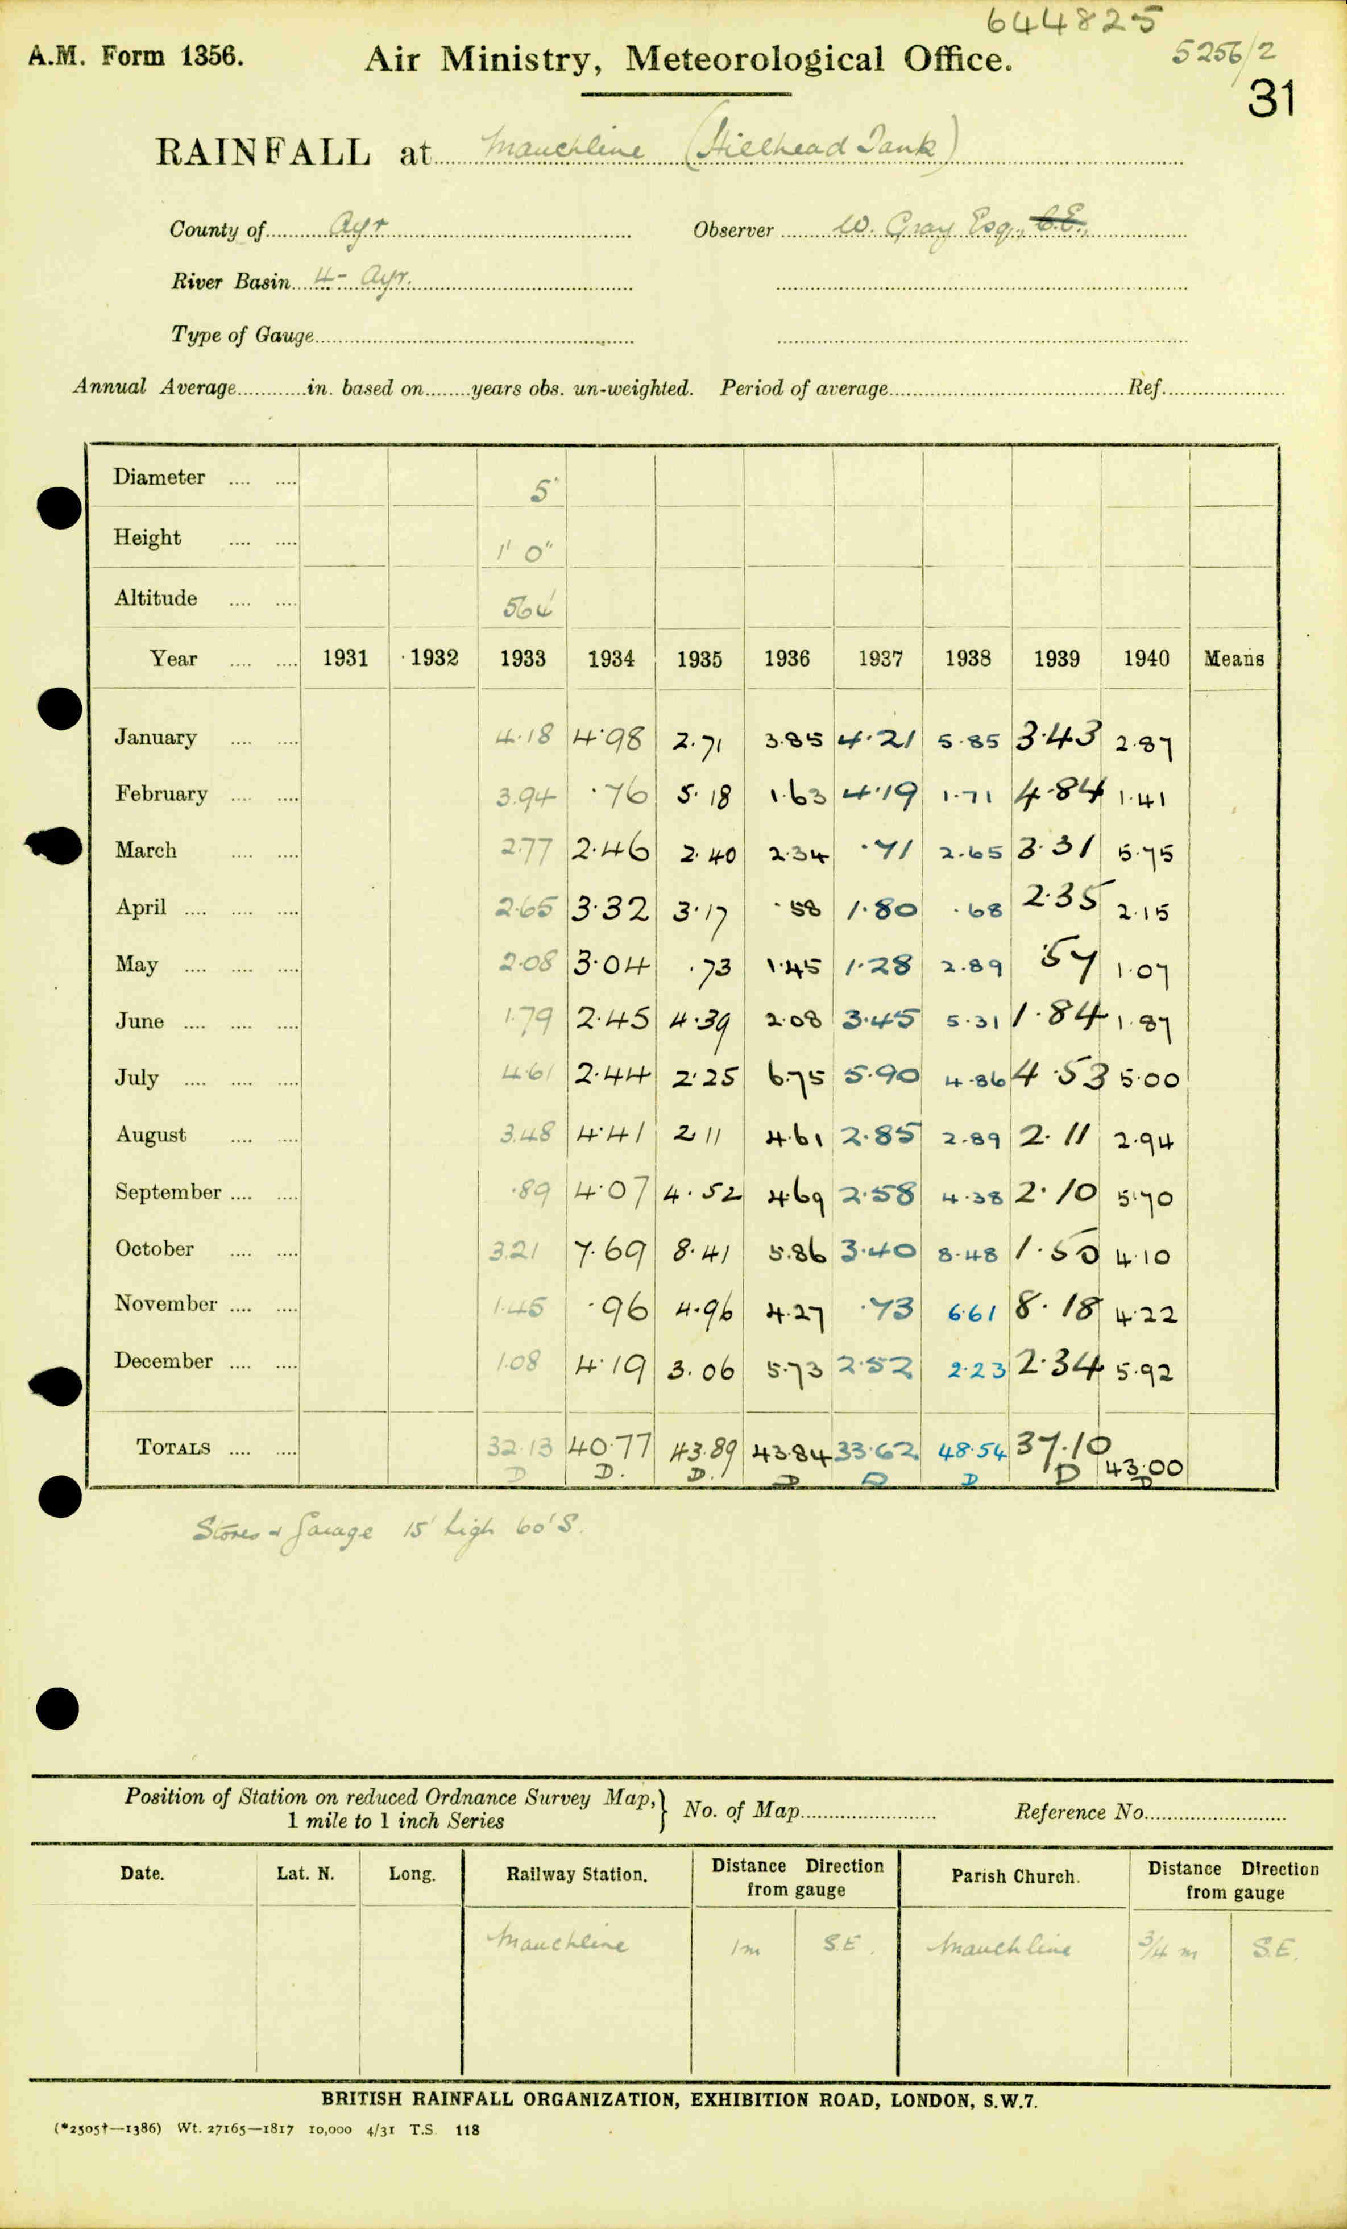 644825
A.M. Form 1356. Air Ministry, Meteorological Office. 5256/2
31
RAINFALL at Mauchline (Hillhead Tank)
County of Ayr Observer W. Gray Esq., C.E.,
River Basin 4- Ayr.
Type of Gauge
Annual Average in. based on years obs. un-weighted. Period of average Ref.
Diameter 5"
Height 1' 0"
Altitude 564'
Year 1931 1932 1933 1934 1935 1936 1937 1938 1939 1940 Means
January 4.18 4.98 2.71 3.85 4.21 5.85 3.43 2.87
February 3.94 .76 5.18 1.63 4.19 1.71 4.84 1.41
March 2.77 2.46 2.40 2.34 .71 2.65 3.31 5.75
April 2.65 3.32 3.17 .58 1.80 .68 2.35 2.15
May 2.08 3.04 .73 1.45 1.28 2.89 .57 1.07
June 1.79 2.45 4.39 2.08 3.45 5.31 1.84 1.87
July 4.61 2.44 2.25 6.75 5.90 4.86 4.53 5.00
August 3.48 4.41 2.11 4.61 2.85 2.89 2.11 2.94
September .89 4.07 4.52 4.69 2.58 4.38 2.10 5.70
October 3.21 7.69 8.41 5.86 3.40 8.48 1.50 4.10
November 1.45 .96 4.96 4.27 .73 6.61 8.18 4.22
December 1.08 4.19 3.06 5.73 2.52 2.23 2.34 5.92
TOTALS 32.13 40.77 43.89 43.84 33.62 48.54 37.10 43.00
D D. D. D D D D D
Stores & Garage 15' high 60' S.
Position of Station on reduced Ordnance Survey Map,} No. of Map Reference No.
1 mile to 1 inch Series
Date. Lat. N. Long. Railway Station. Distance Direction from gauge Parish Church. Distance Direction from gauge
Mauchline 1m S.E. Mauchline 3/4 m S.E.
BRITISH RAINFALL ORGANIZATION, EXHIBITION ROAD, LONDON, S.W.7.
(*2505†—1386) Wt. 27165—1817 10,000 4/31 T.S. 118